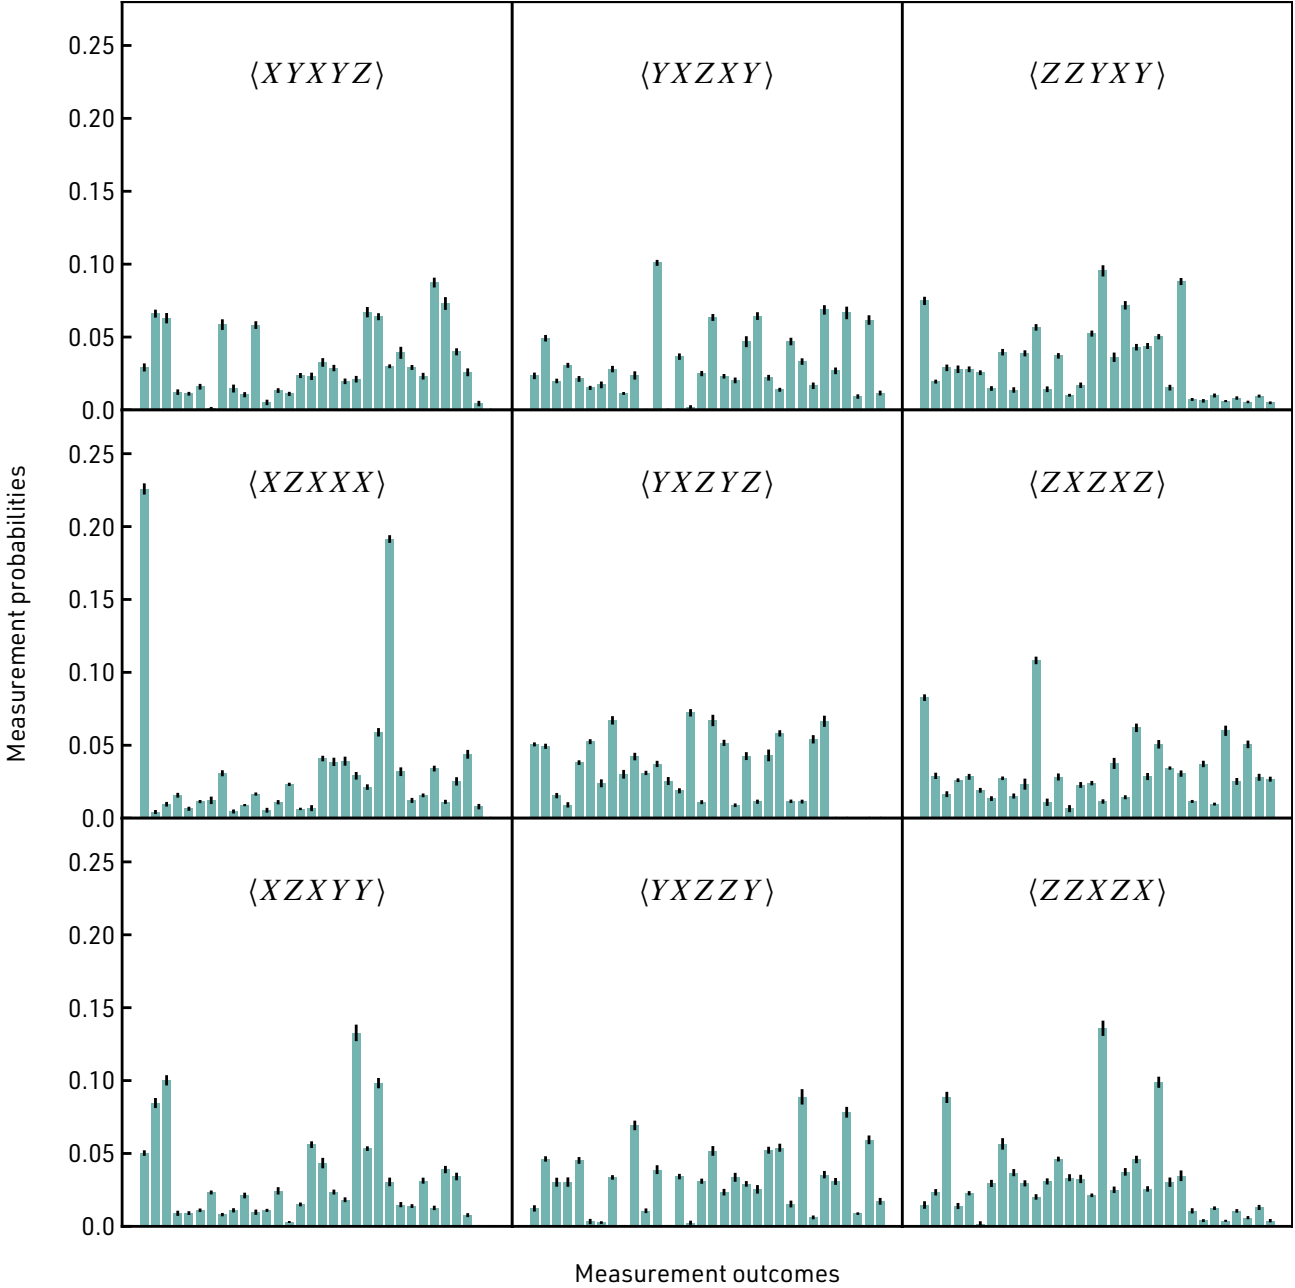 0.25
0.20
0.15
0.10
0.05
0.0
⟨XYXYZ⟩
⟨YXZXY⟩
⟨ZZYXY⟩
0.25
0.20
0.15
0.10
0.05
0.0
⟨XZXXX⟩
⟨YXZYZ⟩
⟨ZXZXZ⟩
0.25
0.20
0.15
0.10
0.05
0.0
⟨XZXYY⟩
⟨YXZZY⟩
⟨ZZXZX⟩
Measurement probabilities
Measurement outcomes